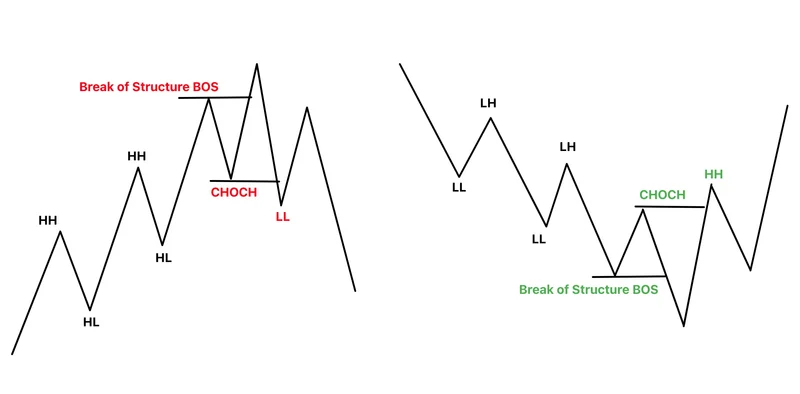 Break of Structure BOS
HH
HH
CHOCH
LL
HL
HL
LH
LH
HH
CHOCH
LL
LL
Break of Structure BOS